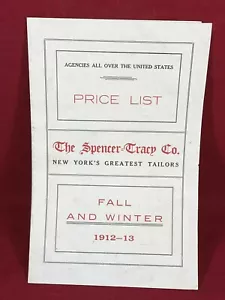 AGENCIES ALL OVER THE UNITED STATES
PRICE LIST
The Spencer-Tracy Co.
NEW YORK'S GREATEST TAILORS
FALL
AND WINTER
1912-13